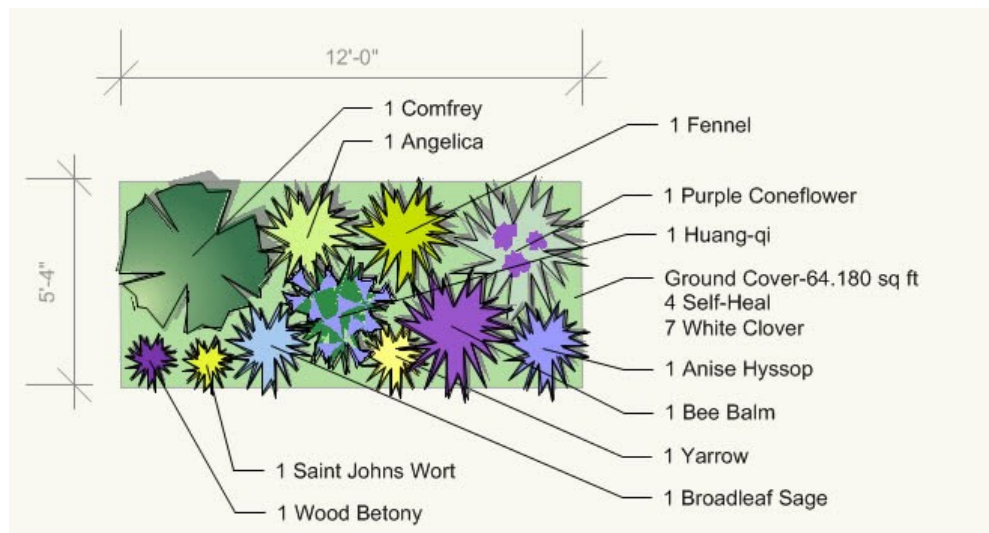 12'-0"
1 Comfrey
1 Angelica
1 Fennel
5'-4"
1 Purple Coneflower
1 Huang-qi
Ground Cover-64.180 sq ft
4 Self-Heal
7 White Clover
1 Anise Hyssop
1 Bee Balm
1 Yarrow
1 Broadleaf Sage
1 Saint Johns Wort
1 Wood Betony